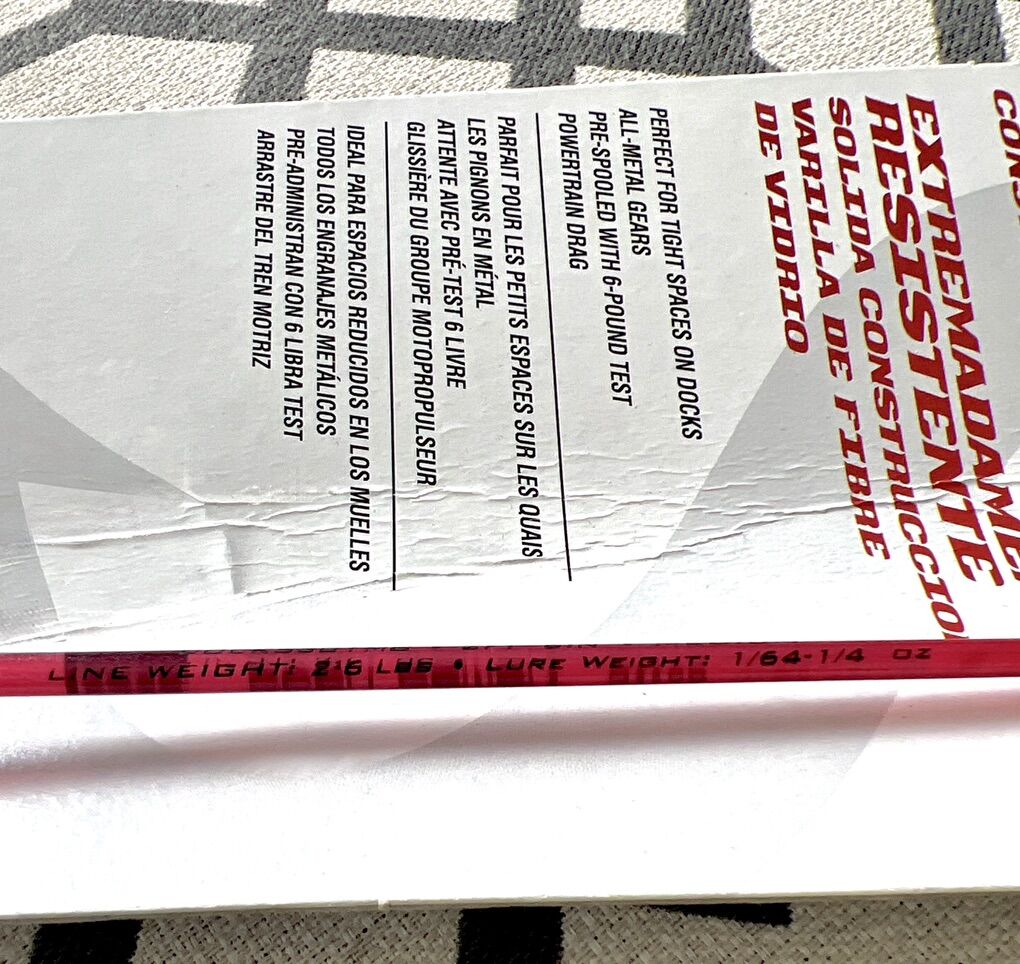 CONS
EXTREMADAME
RESISTENTE
SOLIDA CONSTRUCCIO
VARILLA DE FIBRE
DE VIDRIO
PERFECT FOR TIGHT SPACES ON DOCKS
ALL-METAL GEARS
PRE-SPOOLED WITH 6-POUND TEST
POWERTRAIN DRAG
PARFAIT POUR LES PETITS ESPACES SUR LES QUAIS
LES PIGNONS EN MÉTAL
ATTENTE AVEC PRÉ-TEST 6 LIVRE
GLISSIÈRE DU GROUPE MOTOPROPULSEUR
IDEAL PARA ESPACIOS REDUCIDOS EN LOS MUELLES
TODOS LOS ENGRANAJES METÁLICOS
PRE-ADMINISTRAN CON 6 LIBRA TEST
ARRASTRE DEL TREN MOTRIZ
LINE WEIGHT: 2-6 LBS • LURE WEIGHT: 1/64-1/4 OZ